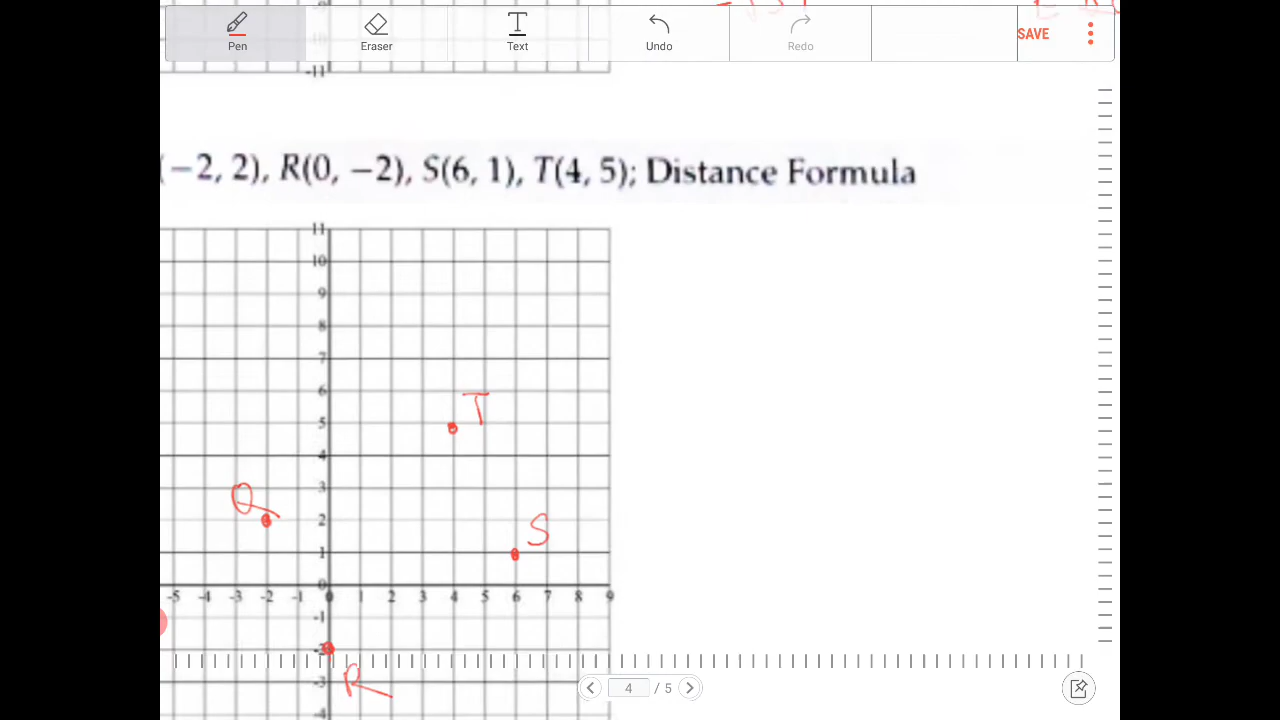 Pen Eraser Text Undo Redo SAVE
-11
(−2, 2), R(0, −2), S(6, 1), T(4, 5); Distance Formula
11
10
9
8
7
6
T
5
4
Q
3
2
S
1
0
-5 -4 -3 -2 -1 0 1 2 3 4 5 6 7 8 9
-1
-2
R
-3
-4
4 / 5